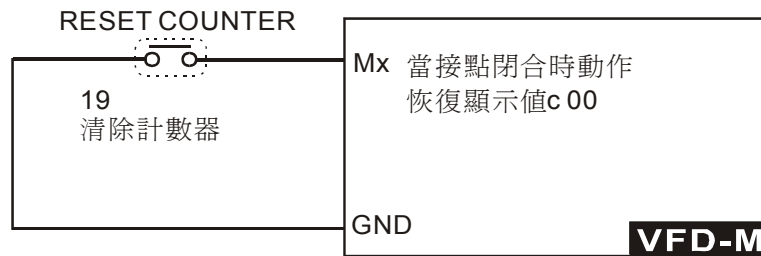 RESET COUNTER
19
清除計數器
Mx 當接點閉合時動作
恢復顯示值c 00
GND
VFD-M